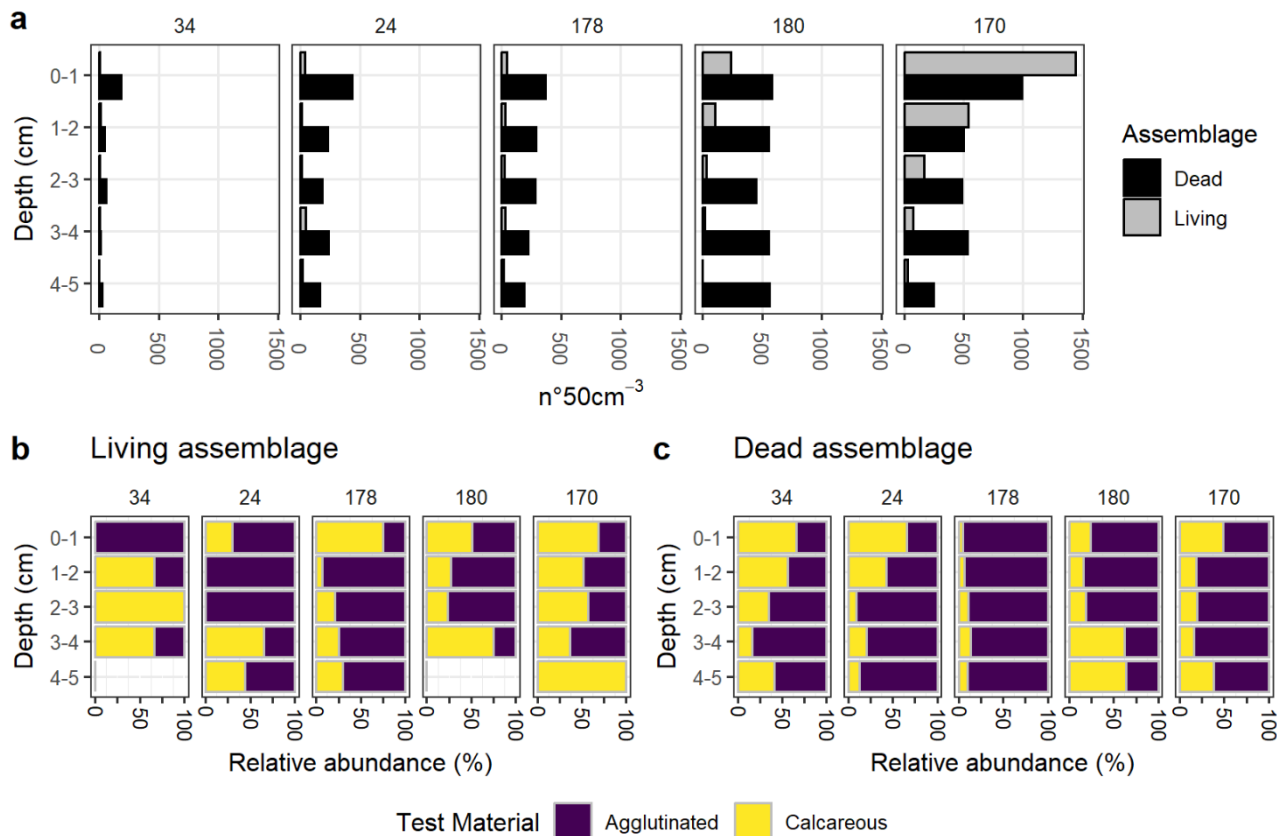 a
34 24 178 180 170
Depth (cm)
0-1
1-2
2-3
3-4
4-5
0 500 1000 1500 0 500 1000 1500 0 500 1000 1500 0 500 1000 1500 0 500 1000 1500
n°50cm⁻³
Assemblage
Dead
Living
b Living assemblage
34 24 178 180 170
Depth (cm)
0-1
1-2
2-3
3-4
4-5
0 50 100 0 50 100 0 50 100 0 50 100 0 50 100
Relative abundance (%)
c Dead assemblage
34 24 178 180 170
Depth (cm)
0-1
1-2
2-3
3-4
4-5
0 50 100 0 50 100 0 50 100 0 50 100 0 50 100
Relative abundance (%)
Test Material Agglutinated Calcareous